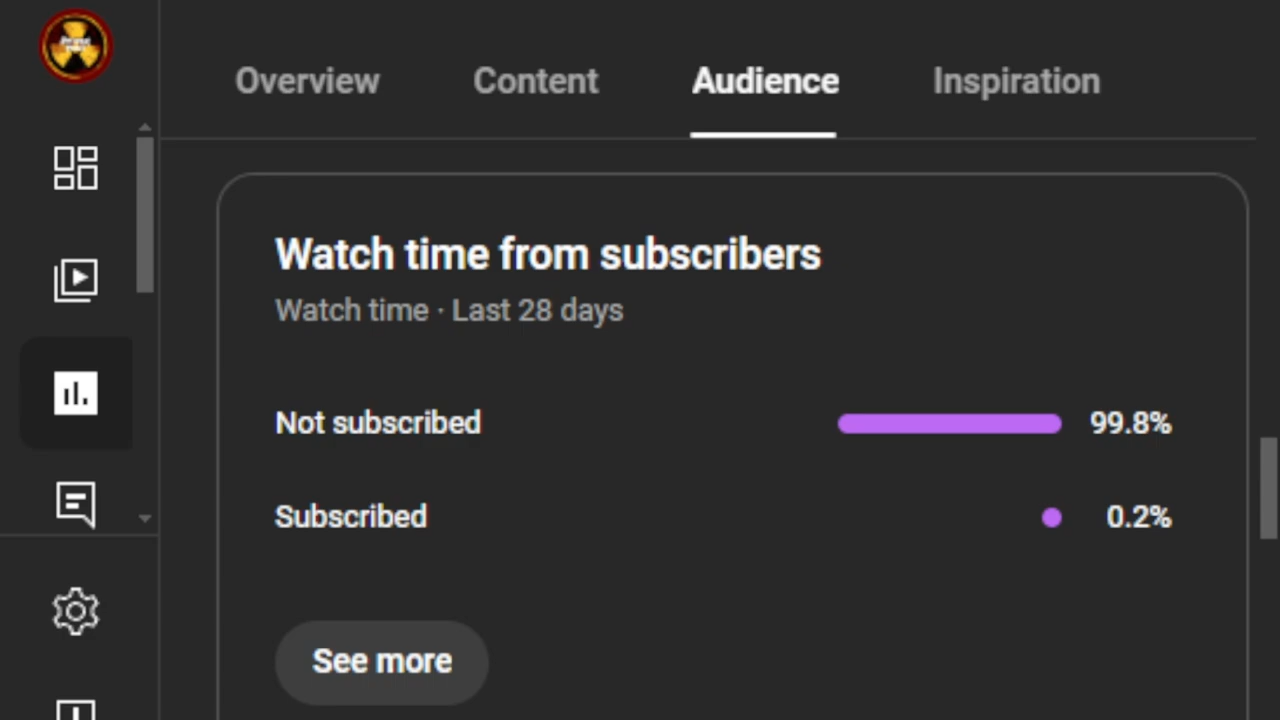 Overview Content Audience Inspiration
Watch time from subscribers
Watch time · Last 28 days
Not subscribed 99.8%
Subscribed 0.2%
See more